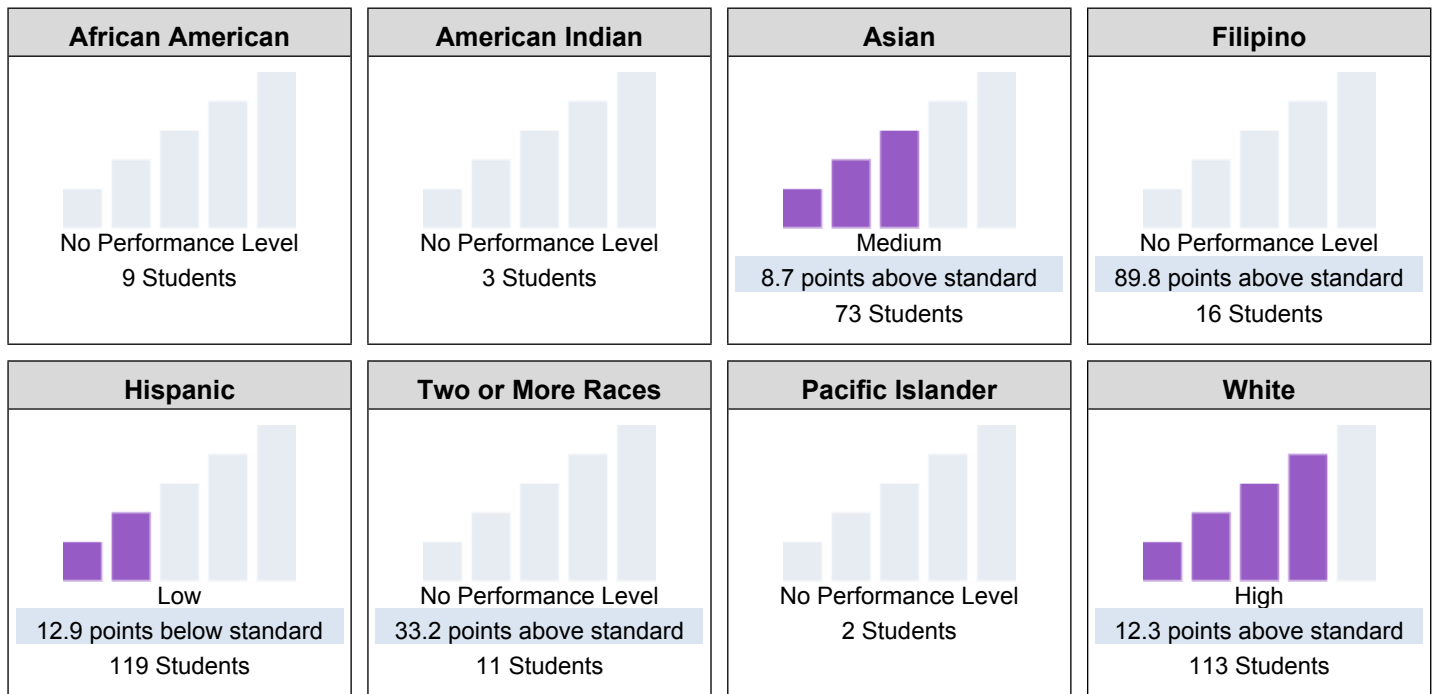 African American
No Performance Level
9 Students
American Indian
No Performance Level
3 Students
Asian
Medium
8.7 points above standard
73 Students
Filipino
No Performance Level
89.8 points above standard
16 Students
Hispanic
Low
12.9 points below standard
119 Students
Two or More Races
No Performance Level
33.2 points above standard
11 Students
Pacific Islander
No Performance Level
2 Students
White
High
12.3 points above standard
113 Students